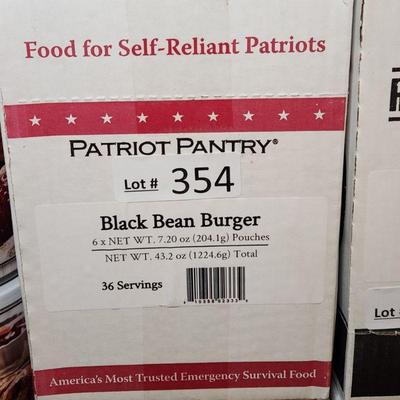 Food for Self-Reliant Patriots
PATRIOT PANTRY®
Lot # 354
Black Bean Burger
6 x NET WT. 7.20 oz (204.1g) Pouches
NET WT. 43.2 oz (1224.6g) Total
36 Servings
America's Most Trusted Emergency Survival Food
Lot #